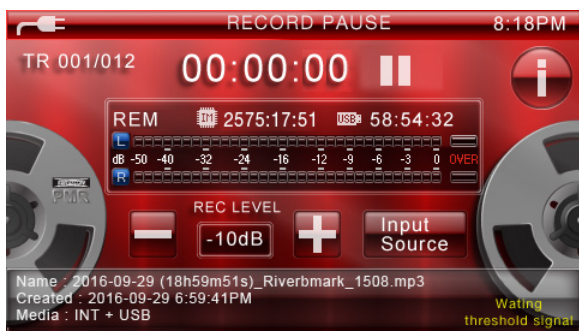 RECORD PAUSE 8:18PM
TR 001/012 00:00:00
i
REM IM 2575:17:51 USB 58:54:32
L
dB -50 -40 -32 -24 -16 -12 -9 -6 -3 0 OVER
R
PMR
REC LEVEL
-10dB
Input
Source
Name : 2016-09-29 (18h59m51s)_Riverbmark_1508.mp3
Created : 2016-09-29 6:59:41PM
Media : INT + USB
Wating
threshold signal